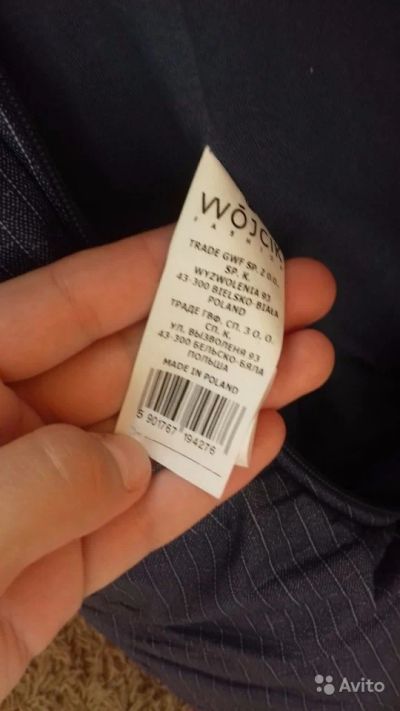 WÓJCIK
FASHION
TRADE GWF SP. Z O.O.
SP. K.
WYZWOLENIA 93
43-300 BIELSKO-BIAŁA
POLAND
ТРАДЕ ГВФ. СП. З О. О.
СП. К
УЛ. ВЫЗВОЛЕНЯ 93
43-300 БЕЛЬСКО-БЯЛА
ПОЛЬША
MADE IN POLAND
5 901767 194276
Avito